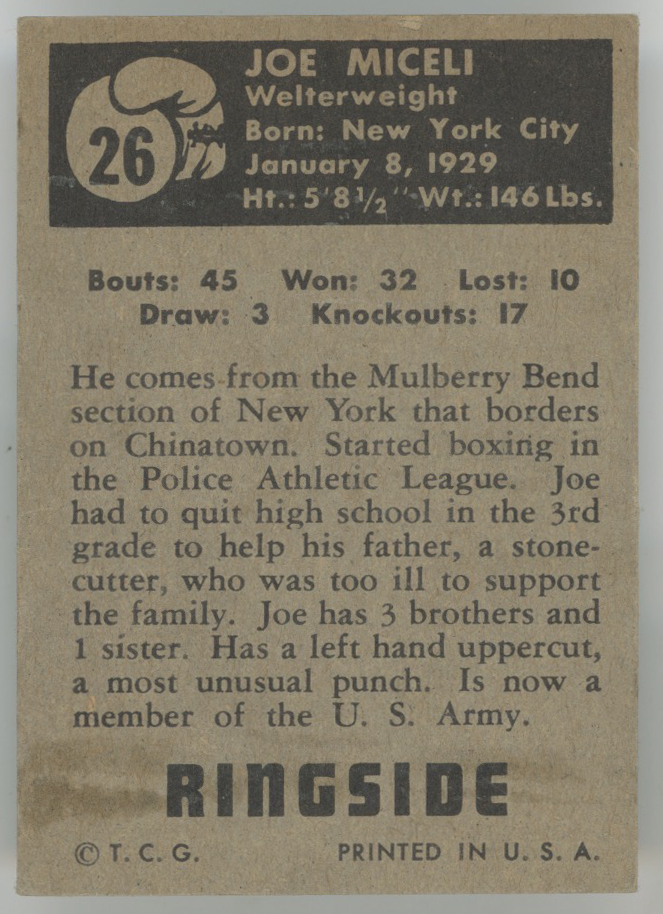 26
JOE MICELI
Welterweight
Born: New York City
January 8, 1929
Ht.: 5'8½" Wt.: 146 Lbs.
Bouts: 45 Won: 32 Lost: 10
Draw: 3 Knockouts: 17
He comes from the Mulberry Bend
section of New York that borders
on Chinatown. Started boxing in
the Police Athletic League. Joe
had to quit high school in the 3rd
grade to help his father, a stone-
cutter, who was too ill to support
the family. Joe has 3 brothers and
1 sister. Has a left hand uppercut,
a most unusual punch. Is now a
member of the U. S. Army.
RINGSIDE
© T. C. G. PRINTED IN U. S. A.